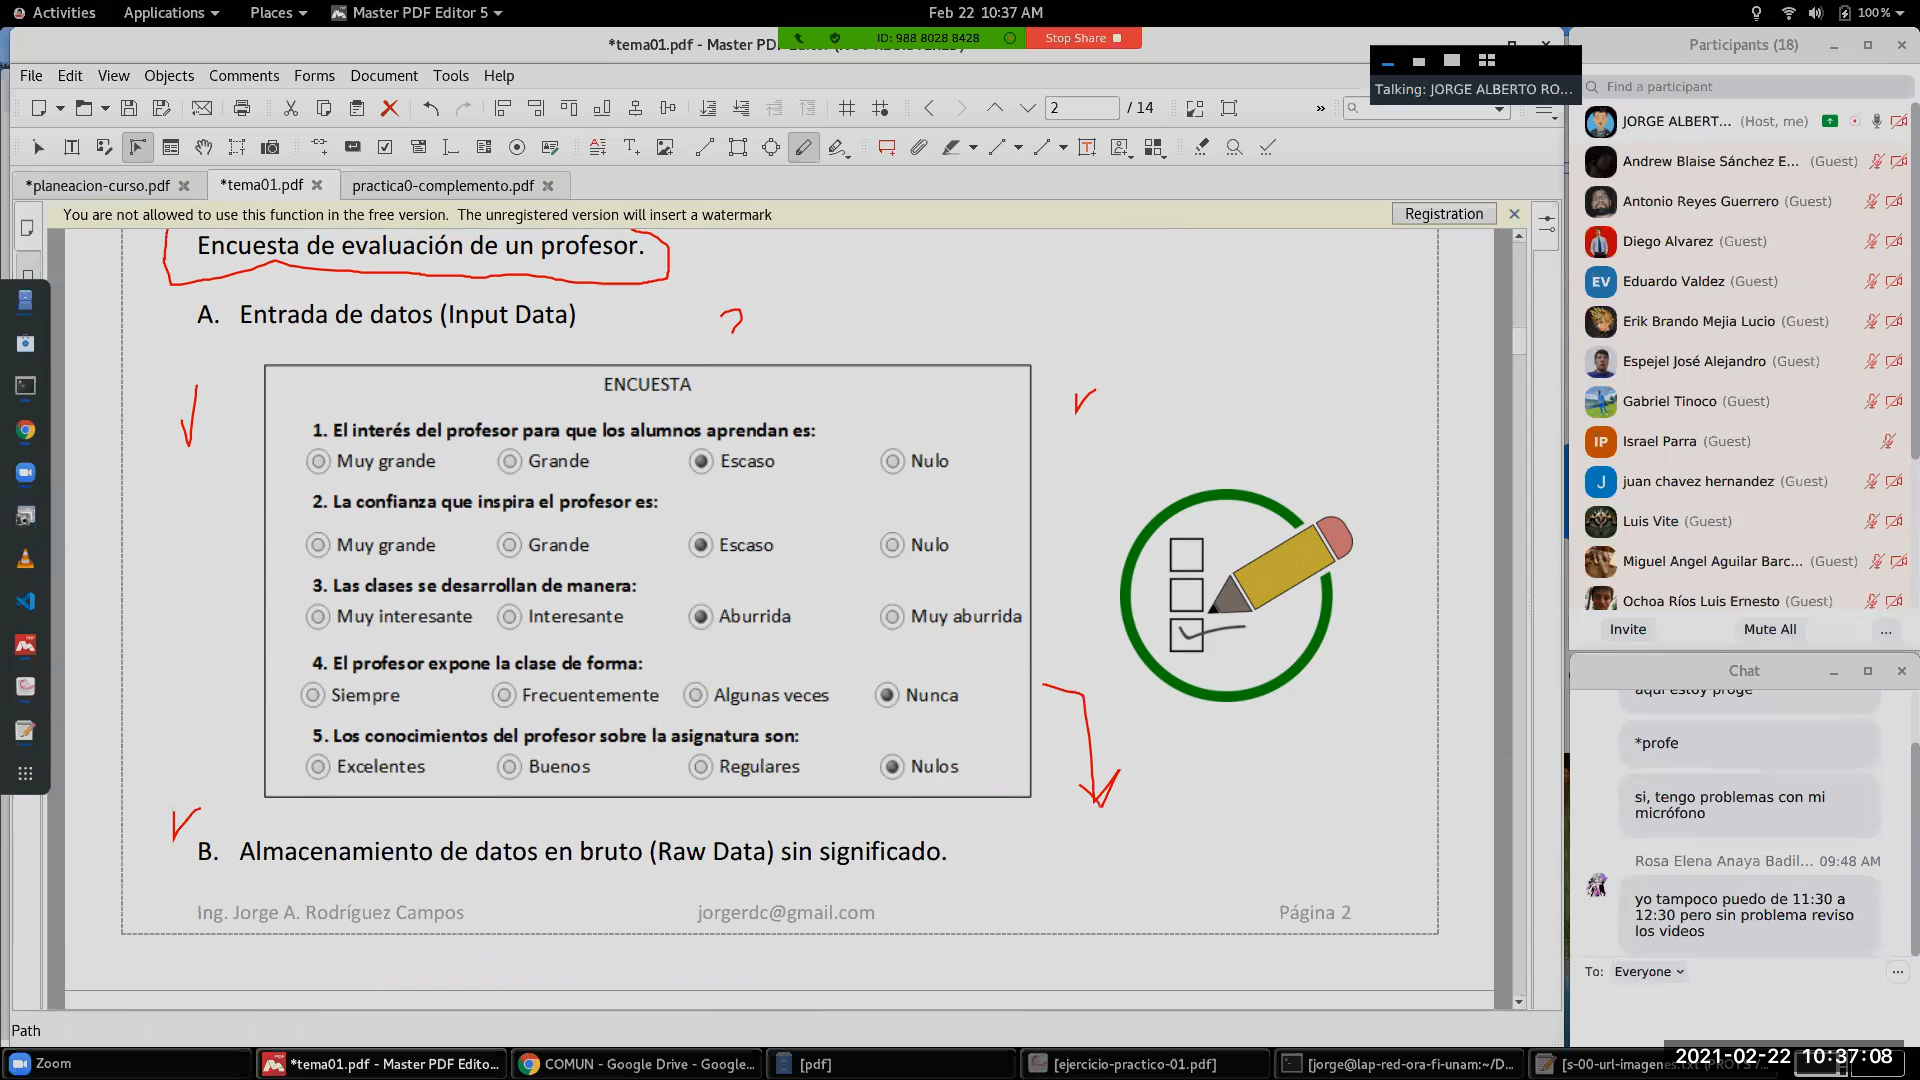 Activities Applications Places Master PDF Editor 5 Feb 22 10:37 AM 100 %
*tema01.pdf - Master PD
ID: 988 8028 8428 Stop Share
Talking: JORGE ALBERTO RO...
File Edit View Objects Comments Forms Document Tools Help
2 / 14
*planeacion-curso.pdf *tema01.pdf practica0-complemento.pdf
You are not allowed to use this function in the free version. The unregistered version will insert a watermark Registration
Encuesta de evaluación de un profesor.
A. Entrada de datos (Input Data)
ENCUESTA
1. El interés del profesor para que los alumnos aprendan es:
Muy grande Grande Escaso Nulo
2. La confianza que inspira el profesor es:
Muy grande Grande Escaso Nulo
3. Las clases se desarrollan de manera:
Muy interesante Interesante Aburrida Muy aburrida
4. El profesor expone la clase de forma:
Siempre Frecuentemente Algunas veces Nunca
5. Los conocimientos del profesor sobre la asignatura son:
Excelentes Buenos Regulares Nulos
B. Almacenamiento de datos en bruto (Raw Data) sin significado.
Ing. Jorge A. Rodríguez Campos jorgerdc@gmail.com Página 2
Path
Participants (18)
Find a participant
JORGE ALBERT... (Host, me)
Andrew Blaise Sánchez E... (Guest)
Antonio Reyes Guerrero (Guest)
Diego Alvarez (Guest)
EV Eduardo Valdez (Guest)
Erik Brando Mejia Lucio (Guest)
Espejel José Alejandro (Guest)
Gabriel Tinoco (Guest)
IP Israel Parra (Guest)
J juan chavez hernandez (Guest)
Luis Vite (Guest)
Miguel Angel Aguilar Barc... (Guest)
Ochoa Ríos Luis Ernesto (Guest)
Invite Mute All ...
Chat
aqui estoy profe
*profe
si, tengo problemas con mi
micrófono
Rosa Elena Anaya Badil... 09:48 AM
yo tampoco puedo de 11:30 a
12:30 pero sin problema reviso
los videos
To: Everyone
Zoom *tema01.pdf - Master PDF Edito... COMUN - Google Drive - Google... [pdf] [ejercicio-practico-01.pdf] [jorge@lap-red-ora-fi-unam:~/D...
2021-02-22 10:37:08